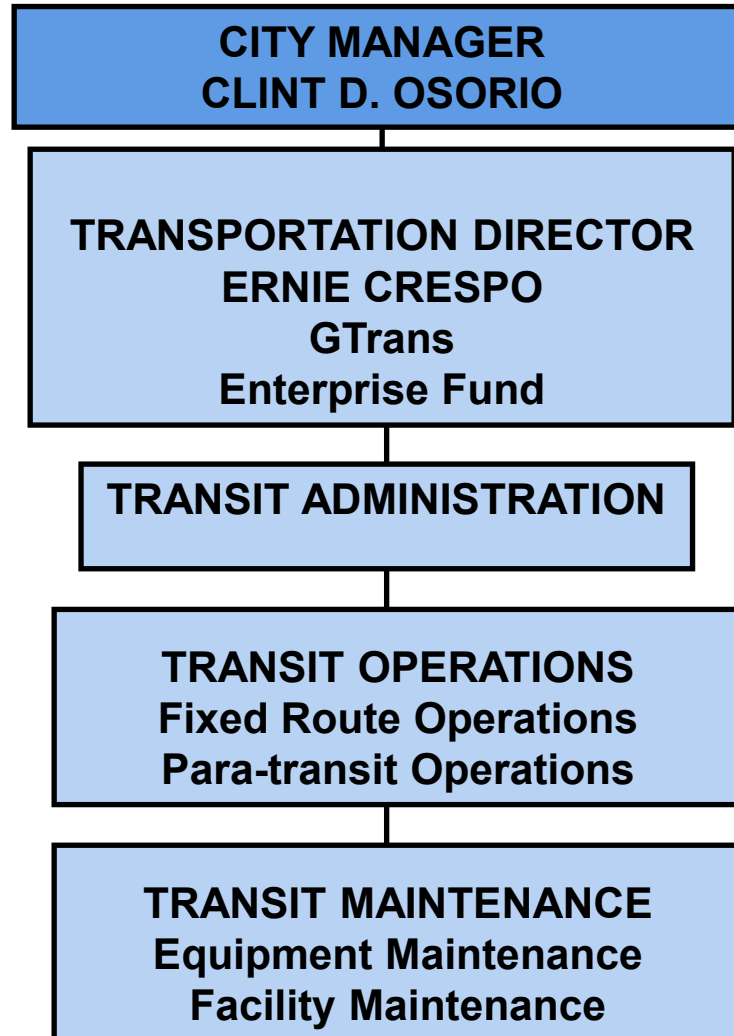 CITY MANAGER
CLINT D. OSORIO
TRANSPORTATION DIRECTOR
ERNIE CRESPO
GTrans
Enterprise Fund
TRANSIT ADMINISTRATION
TRANSIT OPERATIONS
Fixed Route Operations
Para-transit Operations
TRANSIT MAINTENANCE
Equipment Maintenance
Facility Maintenance